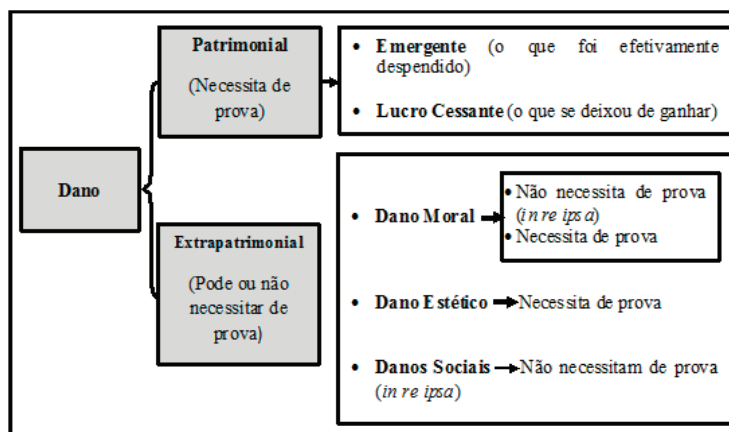 Patrimonial
(Necessita de
prova)
• Emergente (o que foi efetivamente
despendido)
• Lucro Cessante (o que se deixou de ganhar)
Dano
Extrapatrimonial
(Pode ou não
necessitar de
prova)
• Dano Moral
• Não necessita de prova
(in re ipsa)
• Necessita de prova
• Dano Estético
Necessita de prova
• Danos Sociais
Não necessitam de prova
(in re ipsa)